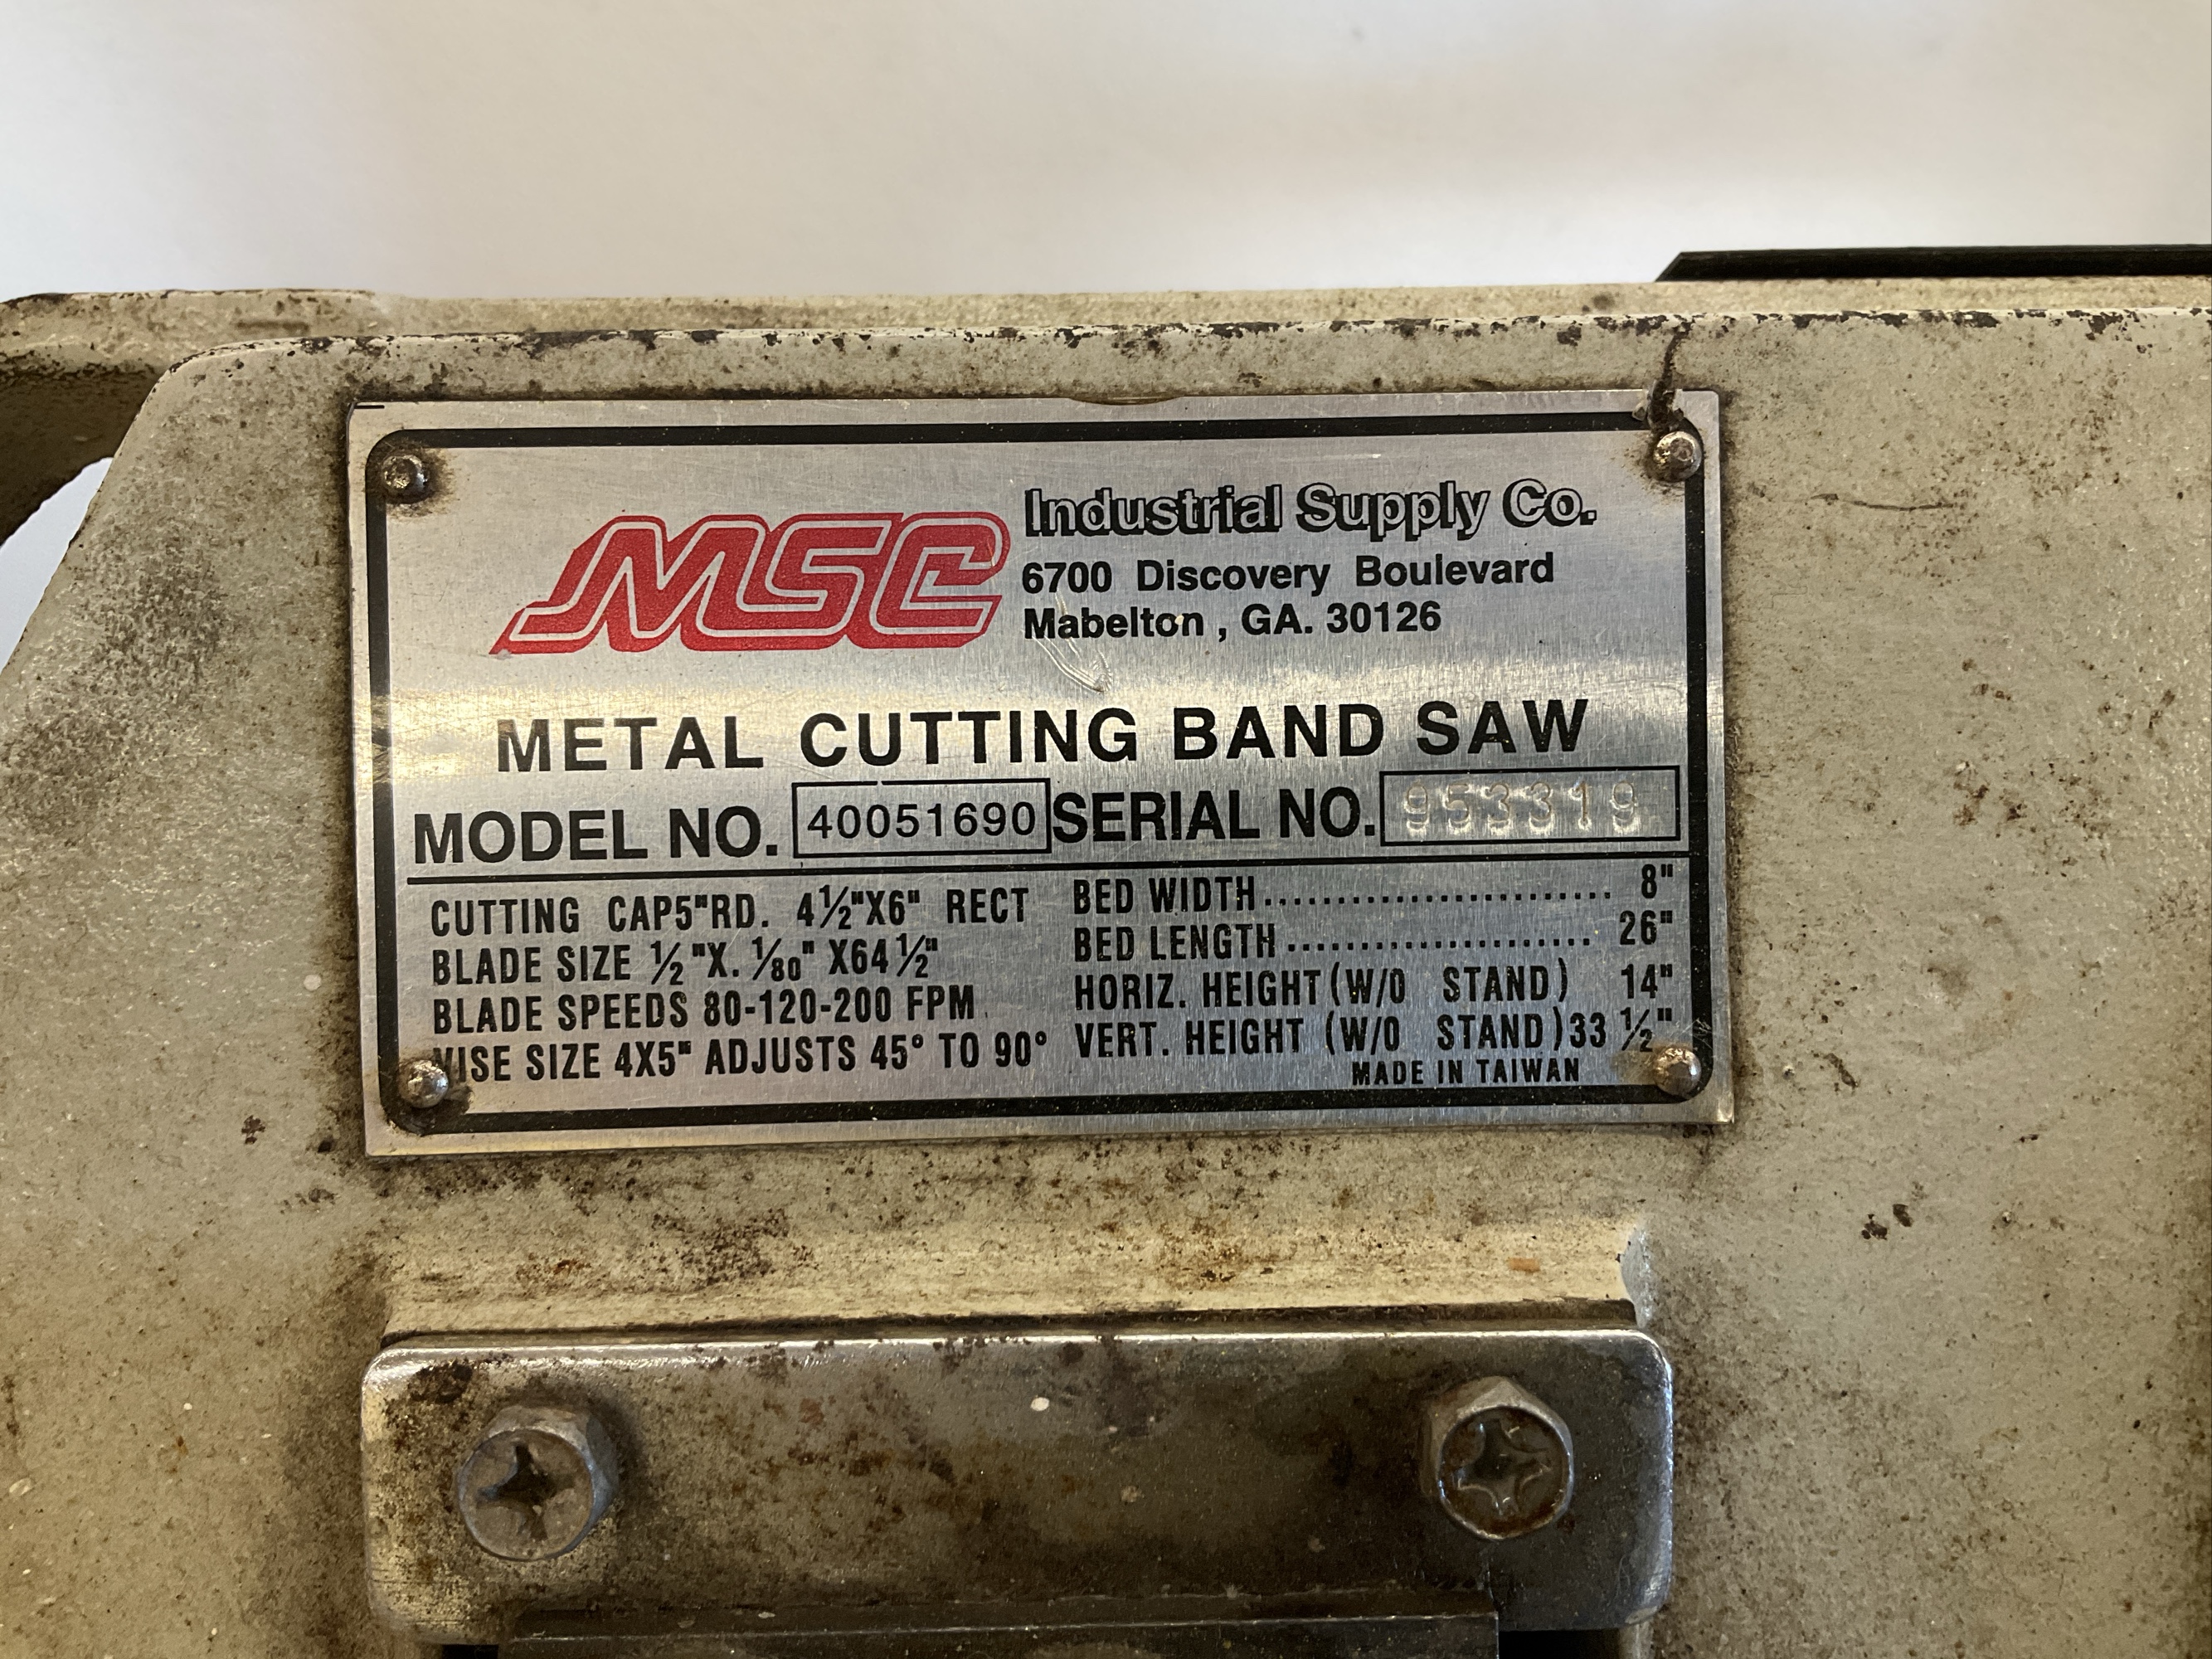 MSC Industrial Supply Co.
6700 Discovery Boulevard
Mabelton , GA. 30126
METAL CUTTING BAND SAW
MODEL NO. 40051690 SERIAL NO. 953319
CUTTING CAP5"RD. 4½"X6" RECT
BLADE SIZE ½"X. 1/80" X64½"
BLADE SPEEDS 80-120-200 FPM
VISE SIZE 4X5" ADJUSTS 45° TO 90°
BED WIDTH........................ 8"
BED LENGTH ..................... 26"
HORIZ. HEIGHT (W/O STAND) 14"
VERT. HEIGHT (W/O STAND) 33 ½"
MADE IN TAIWAN